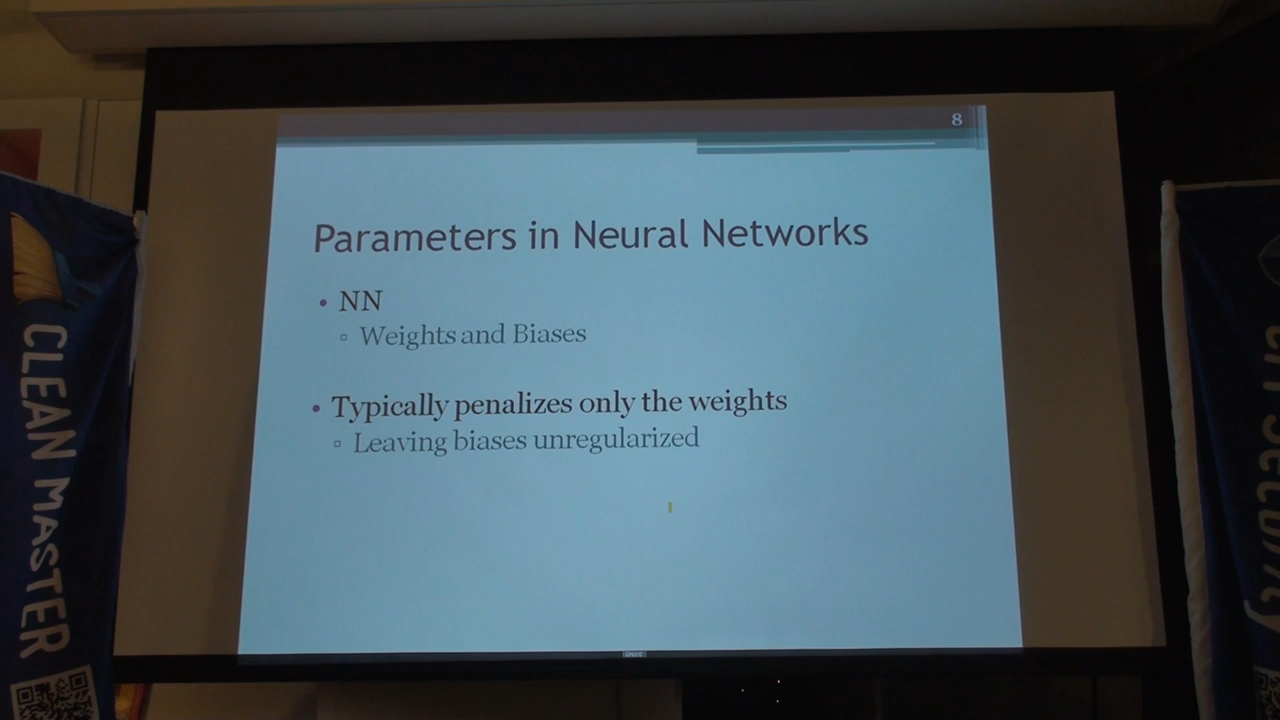 8
Parameters in Neural Networks
NN
Weights and Biases
Typically penalizes only the weights
Leaving biases unregularized
CLEAN MASTER
Security